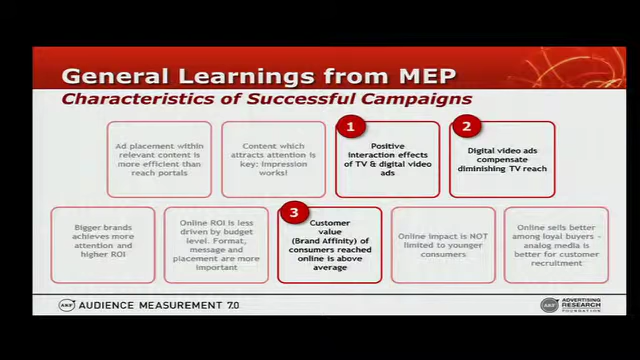 General Learnings from MEP
Characteristics of Successful Campaigns
Ad placement within
relevant content is
more efficient than
reach portals
Content which
attracts attention is
key: impression
works!
1
Positive
interaction effects
of TV & digital video
ads
2
Digital video ads
compensate
diminishing TV reach
Bigger brands
achieves more
attention and
higher ROI
Online ROI is less
driven by budget
level. Format,
message and
placement are more
important
3
Customer
value
(Brand Affinity) of
consumers reached
online is above
average
Online impact is NOT
limited to younger
consumers
Online sells better
among loyal buyers -
analog media is
better for customer
recruitment
ARF AUDIENCE MEASUREMENT 7.0
ARF ADVERTISING
RESEARCH
FOUNDATION